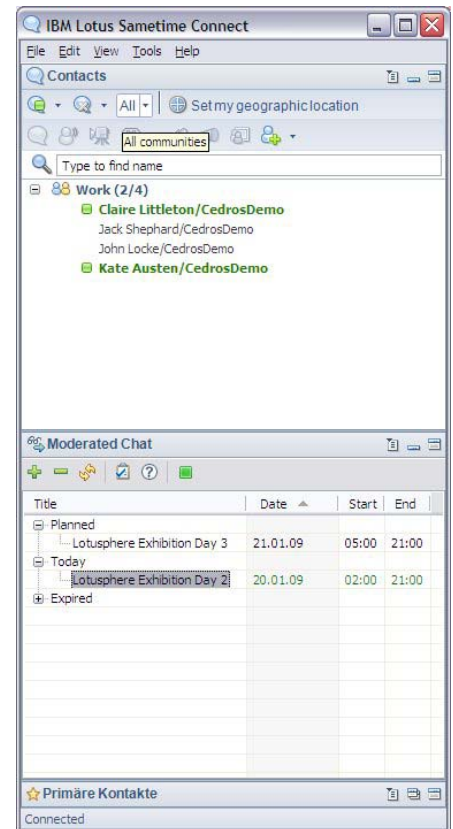 IBM Lotus Sametime Connect
File Edit View Tools Help
Contacts
All Set my geographic location
All communities
Type to find name
Work (2/4)
Claire Littleton/CedrosDemo
Jack Shephard/CedrosDemo
John Locke/CedrosDemo
Kate Austen/CedrosDemo
Moderated Chat
Title Date Start End
Planned
Lotusphere Exhibition Day 3 21.01.09 05:00 21:00
Today
Lotusphere Exhibition Day 2 20.01.09 02:00 21:00
Expired
Primäre Kontakte
Connected